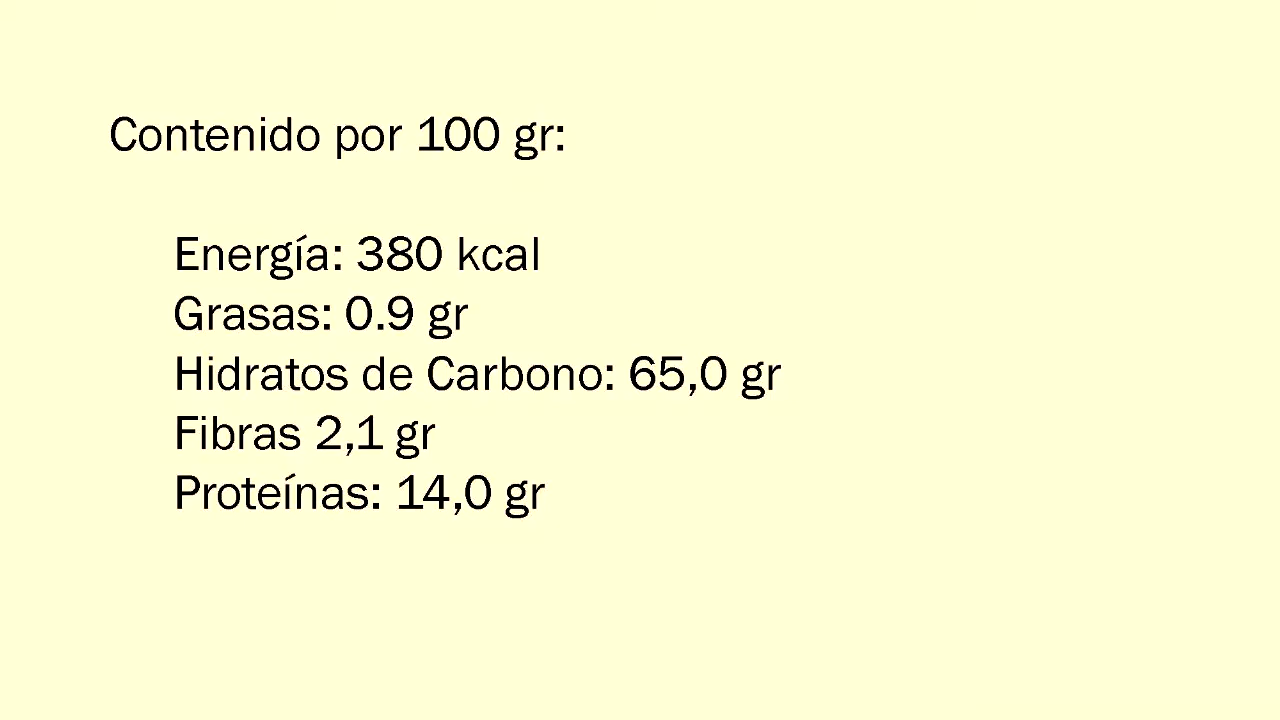 Contenido por 100 gr:
Energía: 380 kcal
Grasas: 0.9 gr
Hidratos de Carbono: 65,0 gr
Fibras 2,1 gr
Proteínas: 14,0 gr